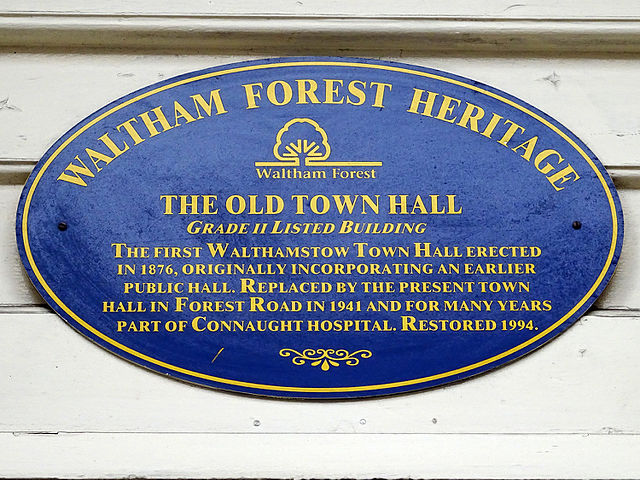 WALTHAM FOREST HERITAGE
Waltham Forest
THE OLD TOWN HALL
GRADE II LISTED BUILDING
THE FIRST WALTHAMSTOW TOWN HALL ERECTED
IN 1876, ORIGINALLY INCORPORATING AN EARLIER
PUBLIC HALL. REPLACED BY THE PRESENT TOWN
HALL IN FOREST ROAD IN 1941 AND FOR MANY YEARS
PART OF CONNAUGHT HOSPITAL. RESTORED 1994.